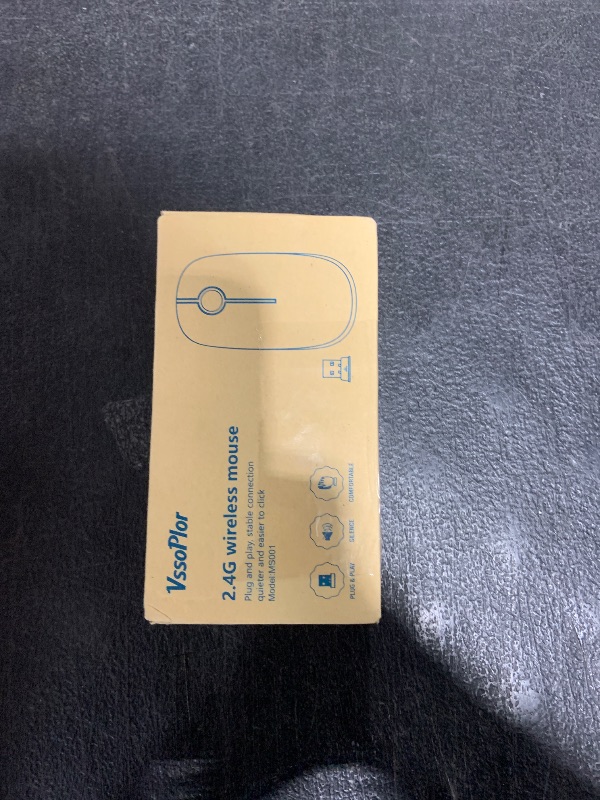 VssoPlor
2.4G wireless mouse
Plug and play, stable connection
quieter and easier to click
Model:MS001
PLUG & PLAY
SILENCE
COMFORTABLE